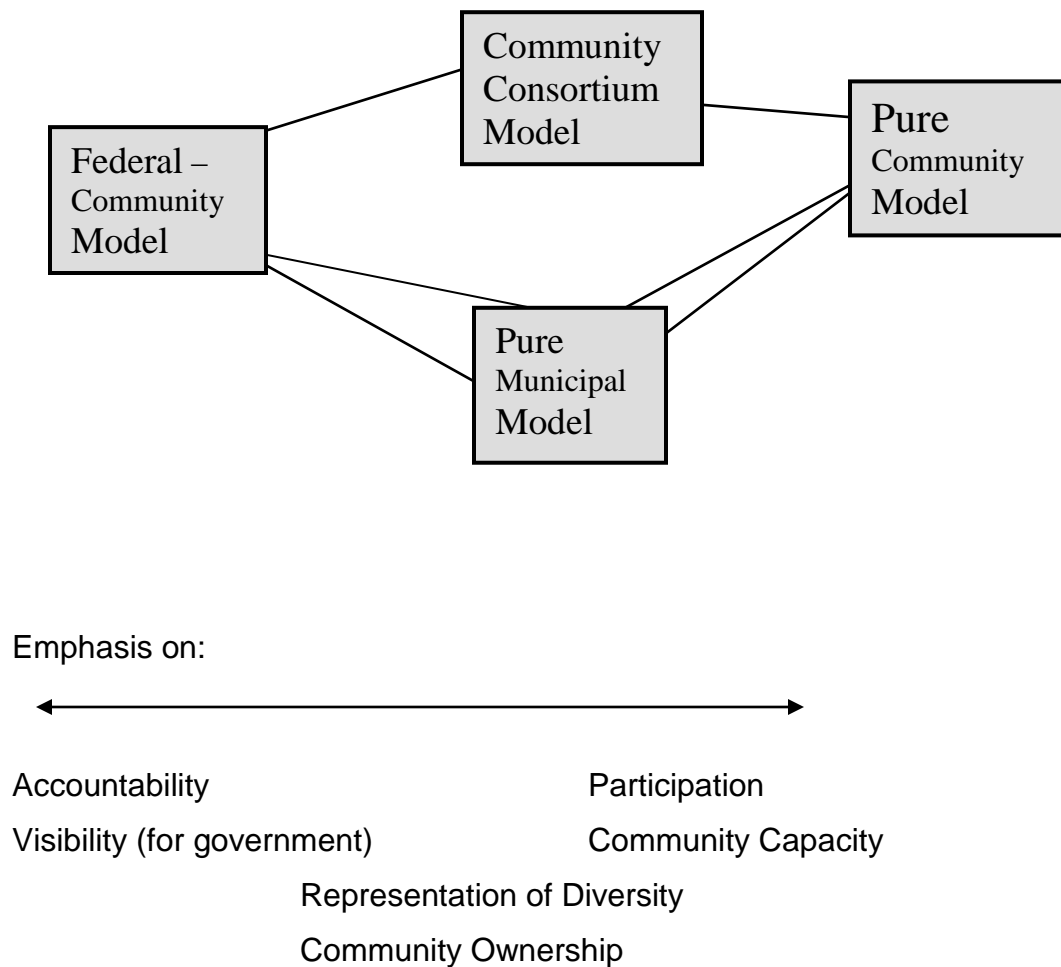 Community
Consortium
Model
Pure
Community
Model
Federal –
Community
Model
Pure
Municipal
Model
Emphasis on:
Accountability
Participation
Visibility (for government)
Community Capacity
Representation of Diversity
Community Ownership